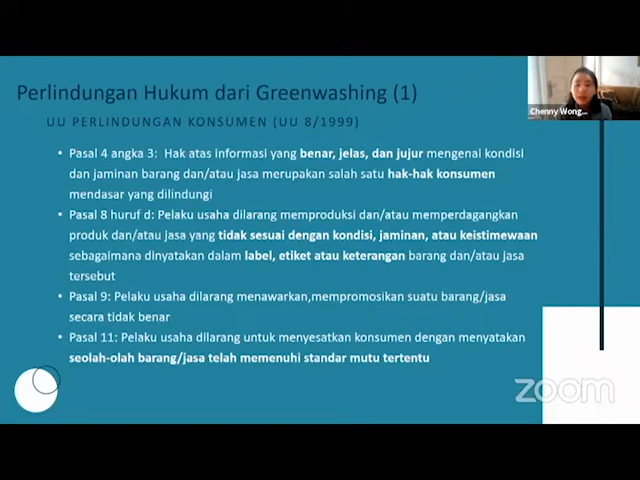 Perlindungan Hukum dari Greenwashing (1)
UU PERLINDUNGAN KONSUMEN (UU 8/1999)
Chenny Wong...
• Pasal 4 angka 3: Hak atas informasi yang benar, jelas, dan jujur mengenai kondisi
dan jaminan barang dan/atau jasa merupakan salah satu hak-hak konsumen
mendasar yang dilindungi
• Pasal 8 huruf d: Pelaku usaha dilarang memproduksi dan/atau memperdagangkan
produk dan/atau jasa yang tidak sesuai dengan kondisi, jaminan, atau keistimewaan
sebagaimana dinyatakan dalam label, etiket atau keterangan barang dan/atau jasa
tersebut
• Pasal 9: Pelaku usaha dilarang menawarkan,mempromosikan suatu barang/jasa
secara tidak benar
• Pasal 11: Pelaku usaha dilarang untuk menyesatkan konsumen dengan menyatakan
seolah-olah barang/jasa telah memenuhi standar mutu tertentu
zoom